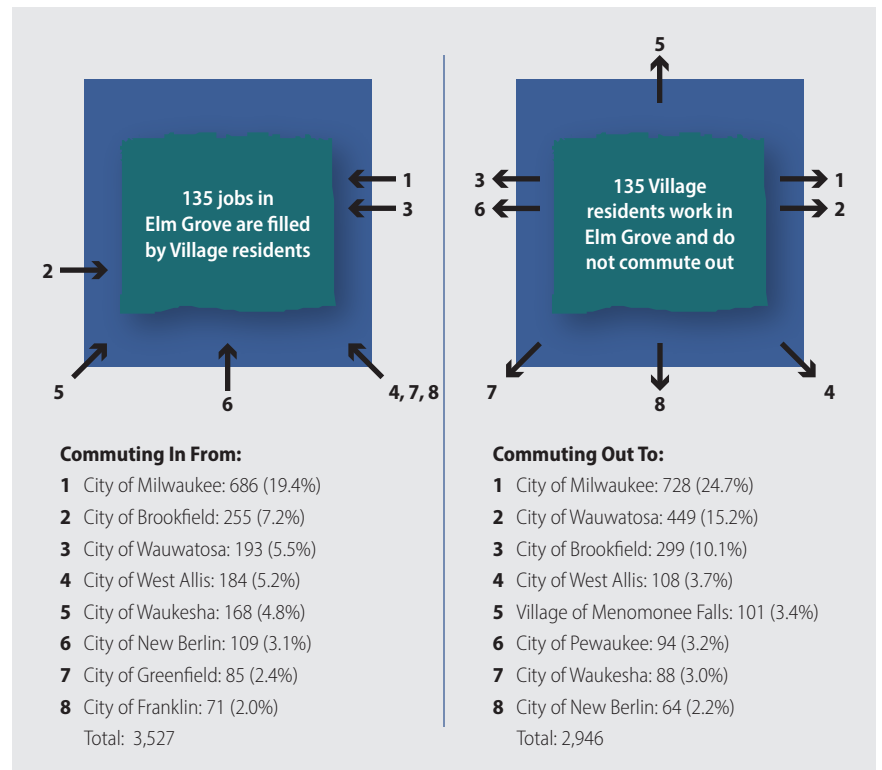 135 jobs in
Elm Grove are filled
by Village residents
1
3
2
5
6
4, 7, 8
Commuting In From:
1 City of Milwaukee: 686 (19.4%)
2 City of Brookfield: 255 (7.2%)
3 City of Wauwatosa: 193 (5.5%)
4 City of West Allis: 184 (5.2%)
5 City of Waukesha: 168 (4.8%)
6 City of New Berlin: 109 (3.1%)
7 City of Greenfield: 85 (2.4%)
8 City of Franklin: 71 (2.0%)
Total: 3,527
5
135 Village
residents work in
Elm Grove and do
not commute out
3
1
6
2
7
8
4
Commuting Out To:
1 City of Milwaukee: 728 (24.7%)
2 City of Wauwatosa: 449 (15.2%)
3 City of Brookfield: 299 (10.1%)
4 City of West Allis: 108 (3.7%)
5 Village of Menomonee Falls: 101 (3.4%)
6 City of Pewaukee: 94 (3.2%)
7 City of Waukesha: 88 (3.0%)
8 City of New Berlin: 64 (2.2%)
Total: 2,946